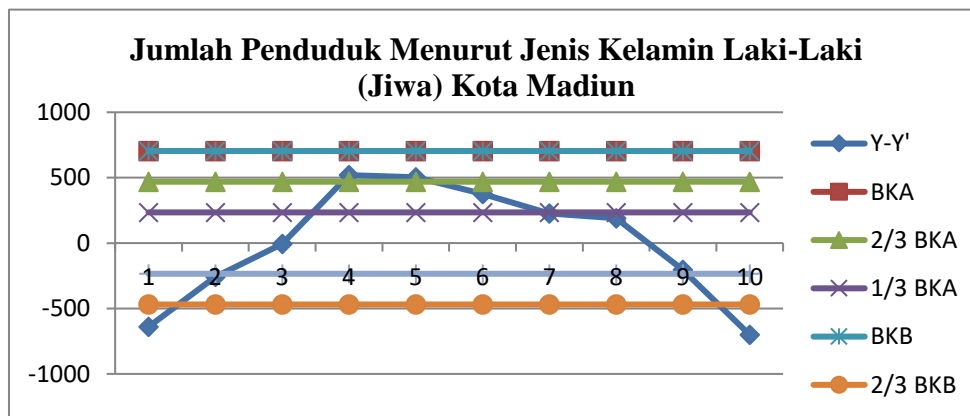 Jumlah Penduduk Menurut Jenis Kelamin Laki-Laki
(Jiwa) Kota Madiun
1000
500
0
-500
-1000
1 2 3 4 5 6 7 8 9 10
Y-Y'
BKA
2/3 BKA
1/3 BKA
BKB
2/3 BKB